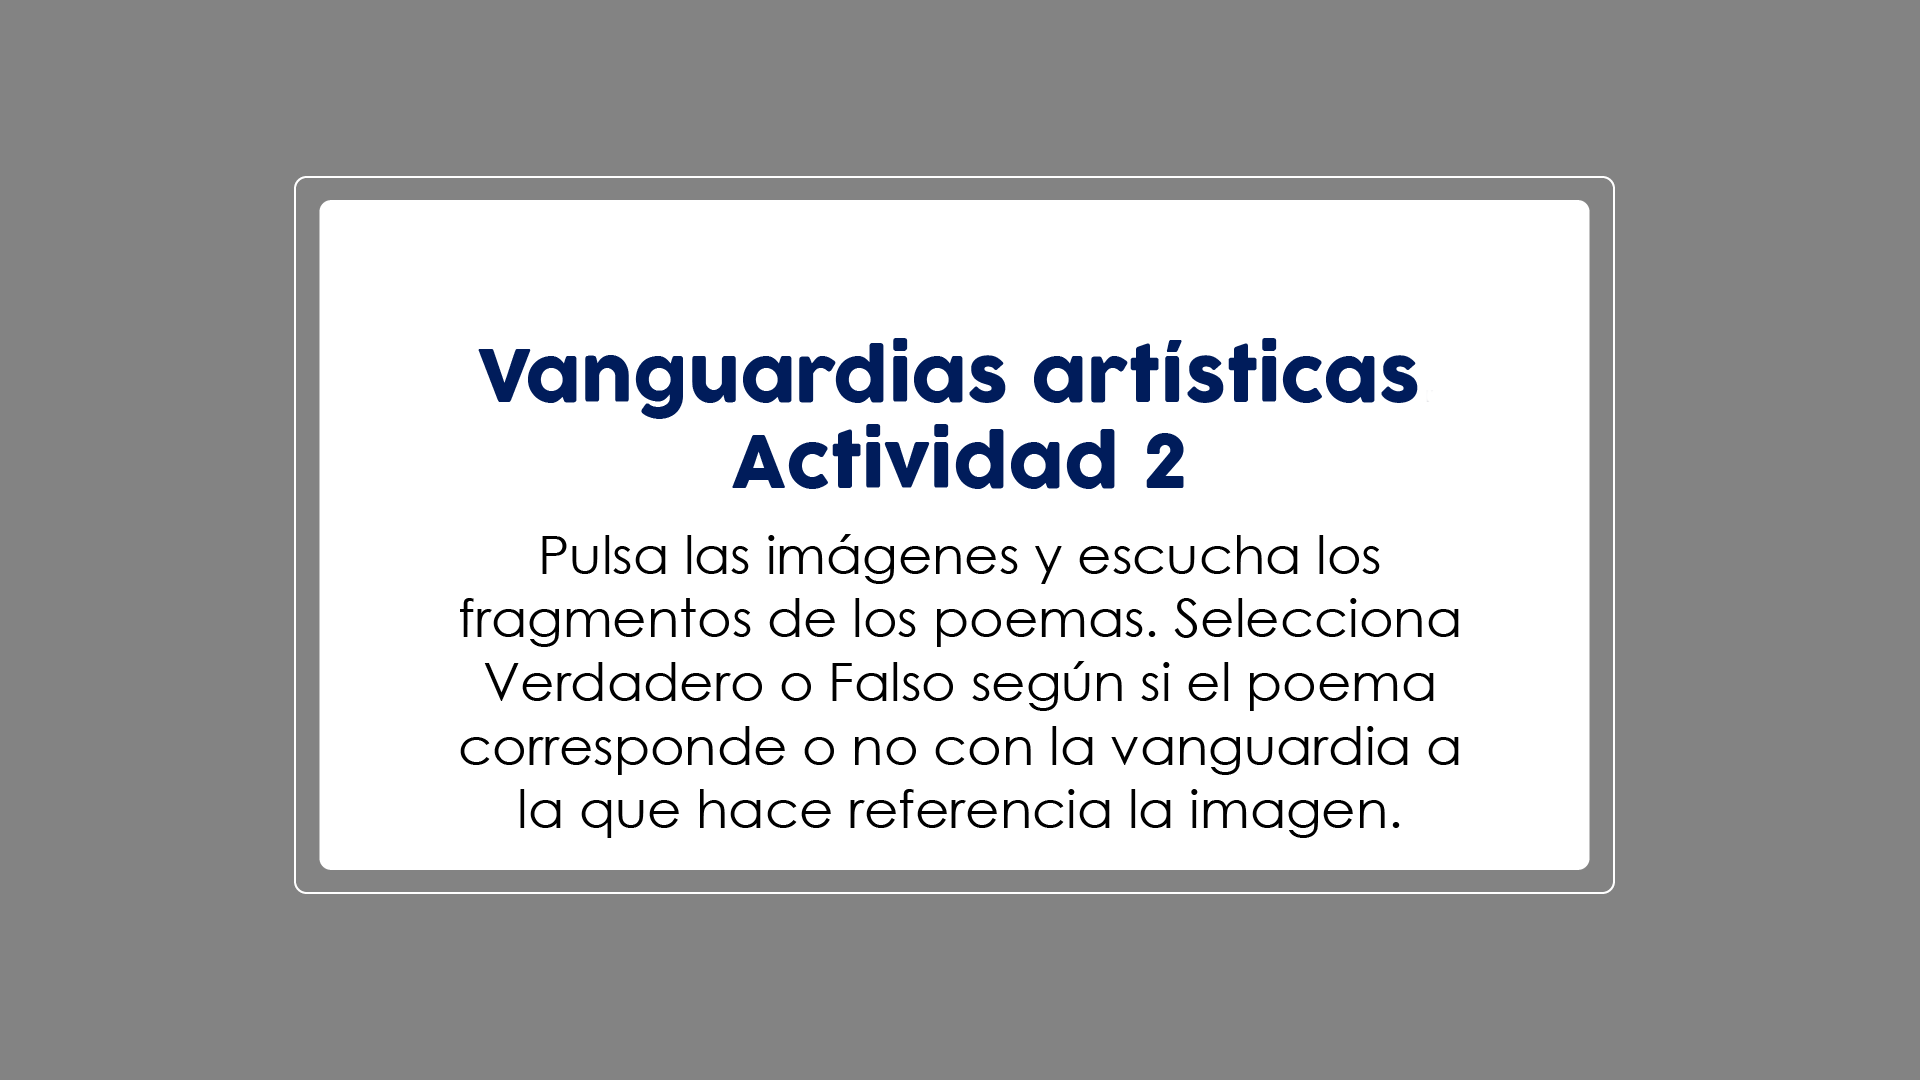 Vanguardias artísticas
Actividad 2
Pulsa las imágenes y escucha los
fragmentos de los poemas. Selecciona
Verdadero o Falso según si el poema
corresponde o no con la vanguardia a
la que hace referencia la imagen.